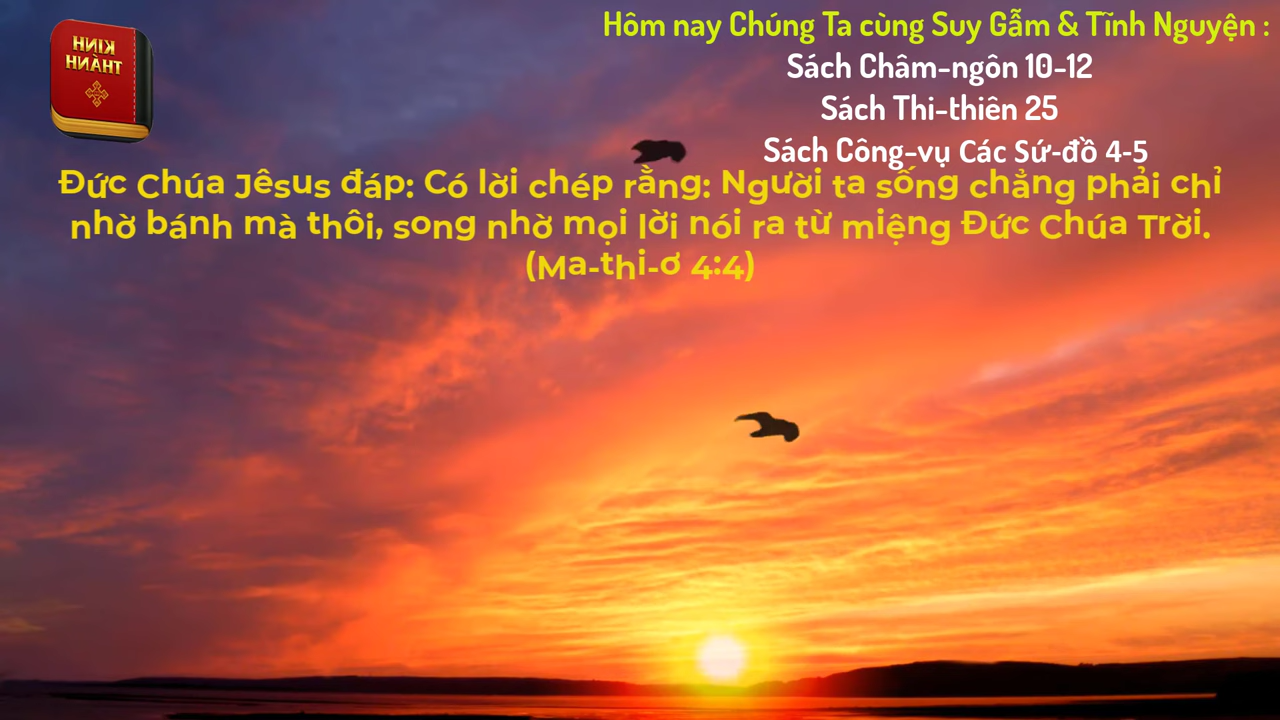 KINH
THÀNH
Hôm nay Chúng Ta cùng Suy Gẫm & Tĩnh Nguyện :
Sách Châm-ngôn 10-12
Sách Thi-thiên 25
Sách Công-vụ Các Sứ-đồ 4-5
Đức Chúa Jêsus đáp: Có lời chép rằng: Người ta sống chẳng phải chỉ
nhờ bánh mà thôi, song nhờ mọi lời nói ra từ miệng Đức Chúa Trời.
(Ma-thi-ơ 4:4)